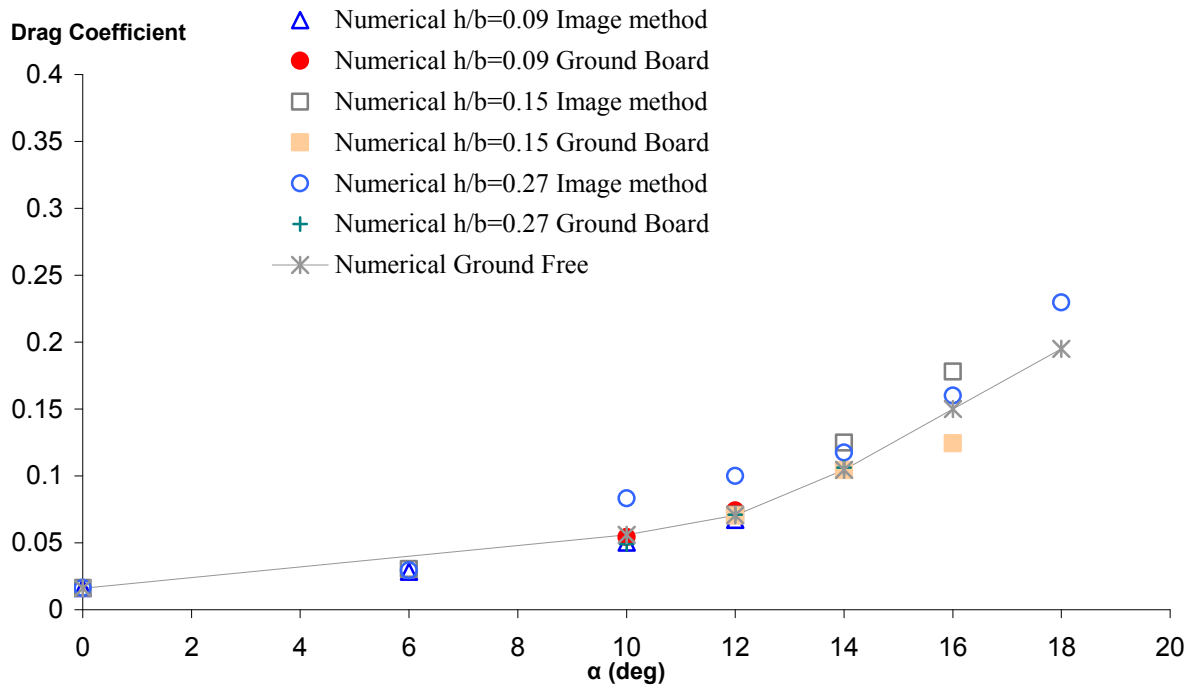 Drag Coefficient
Numerical h/b=0.09 Image method
Numerical h/b=0.09 Ground Board
Numerical h/b=0.15 Image method
Numerical h/b=0.15 Ground Board
Numerical h/b=0.27 Image method
Numerical h/b=0.27 Ground Board
Numerical Ground Free
0.4
0.35
0.3
0.25
0.2
0.15
0.1
0.05
0
0 2 4 6 8 10 12 14 16 18 20
α (deg)